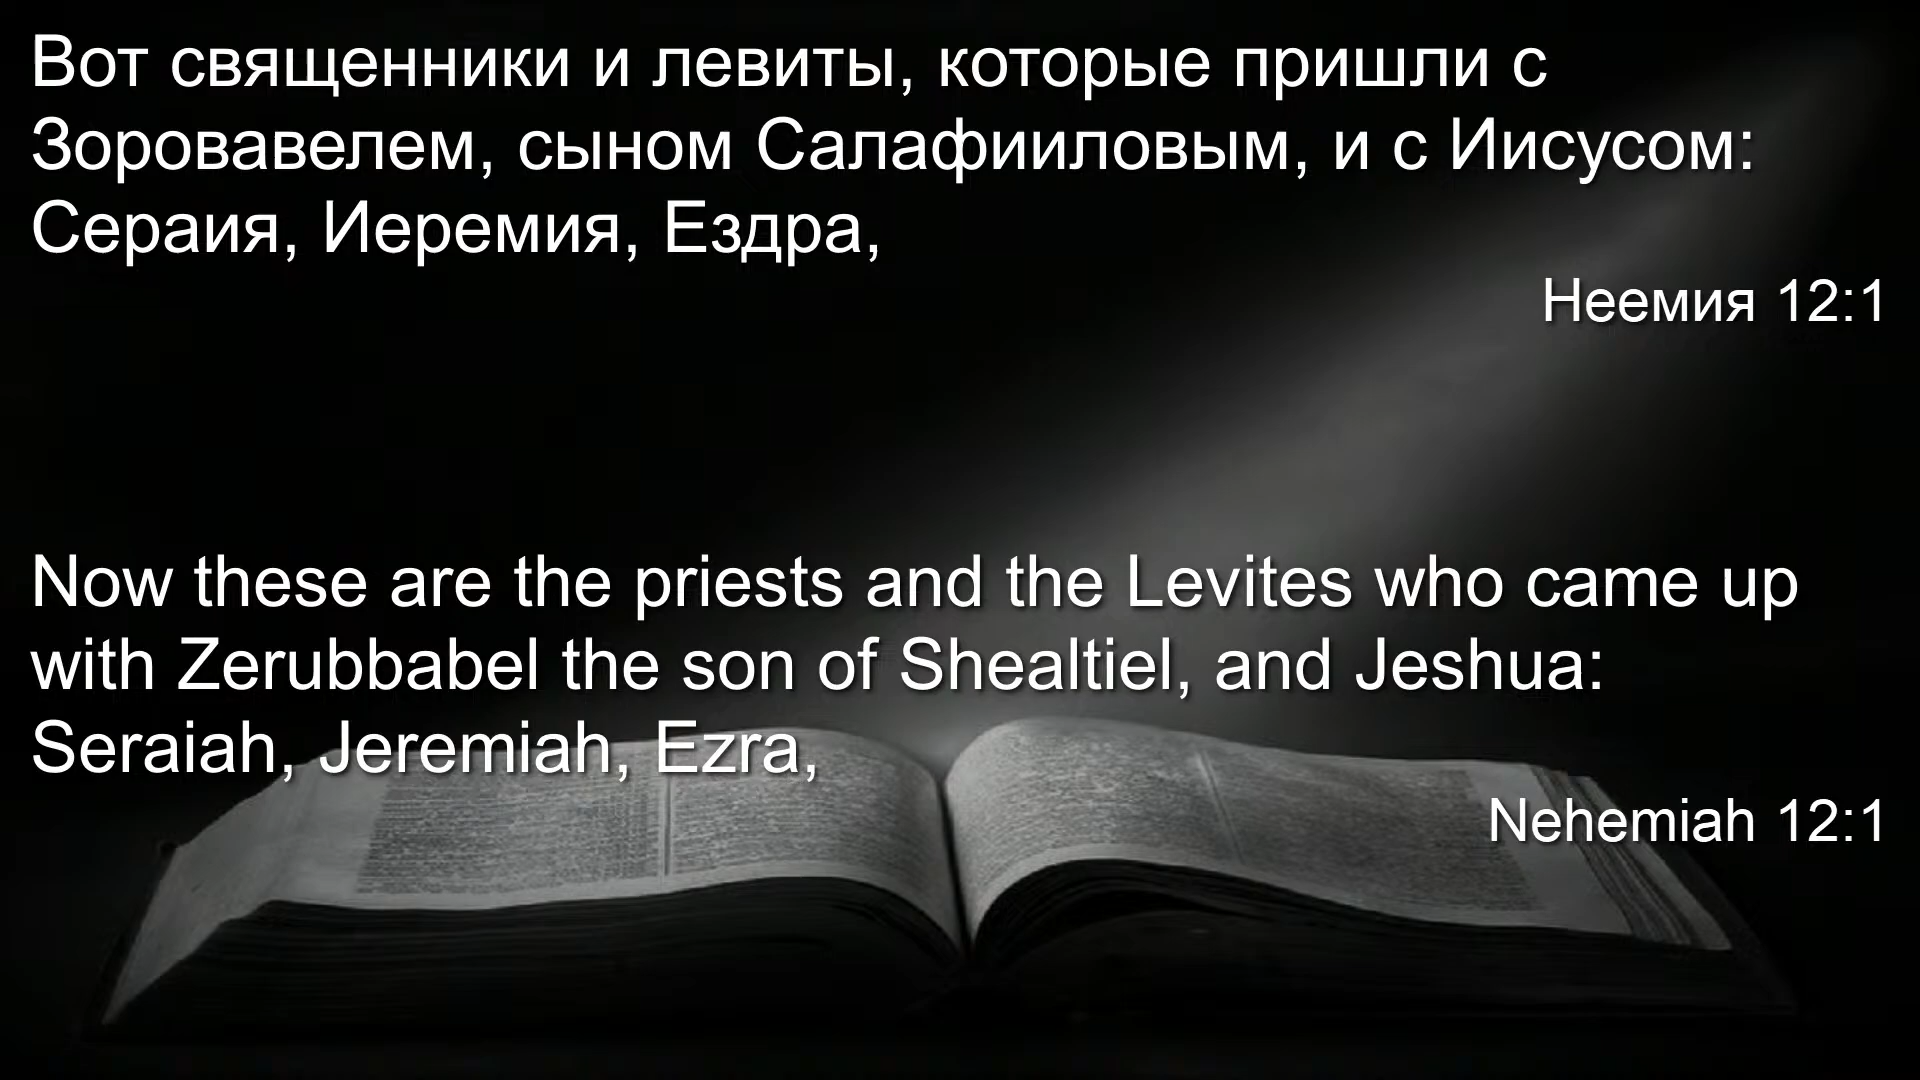 Вот священники и левиты, которые пришли с
Зоровавелем, сыном Салафииловым, и с Иисусом:
Сераия, Иеремия, Ездра,
Неемия 12:1
Now these are the priests and the Levites who came up
with Zerubbabel the son of Shealtiel, and Jeshua:
Seraiah, Jeremiah, Ezra,
Nehemiah 12:1